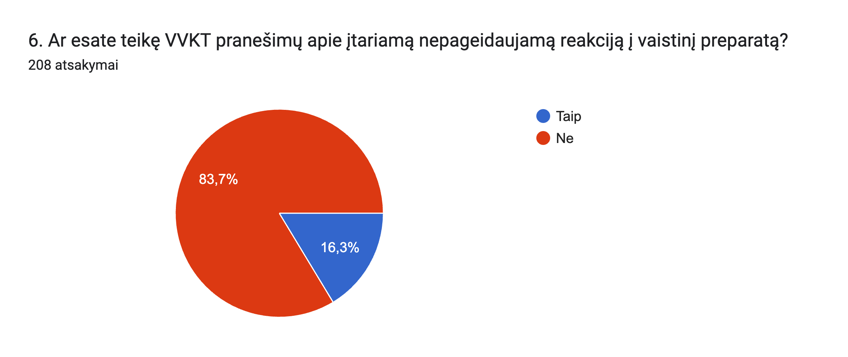 6. Ar esate teikę VVKT pranešimų apie įtariamą nepageidaujamą reakciją į vaistinį preparatą?
208 atsakymai
Taip
Ne
83,7%
16,3%